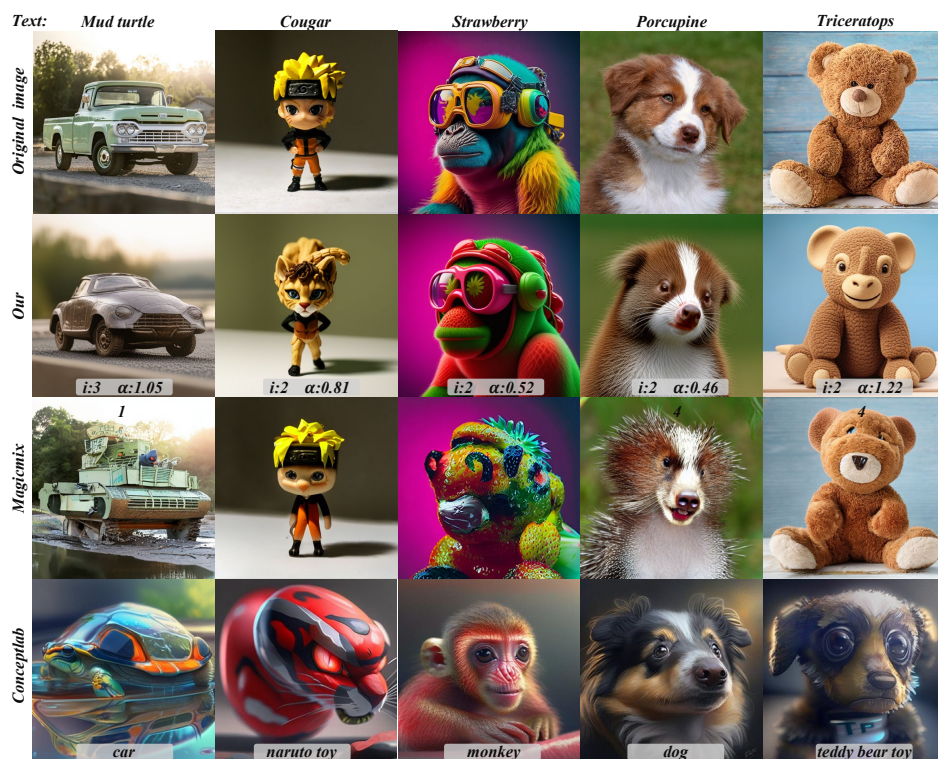 Text: Mud turtle Cougar Strawberry Porcupine Triceratops
Original image
Our
i:3 α:1.05
i:2 α:0.81
i:2 α:0.52
i:2 α:0.46
i:2 α:1.22
Magicmix
1
4
4
Conceptlab
car
naruto toy
monkey
dog
TP
teddy bear toy